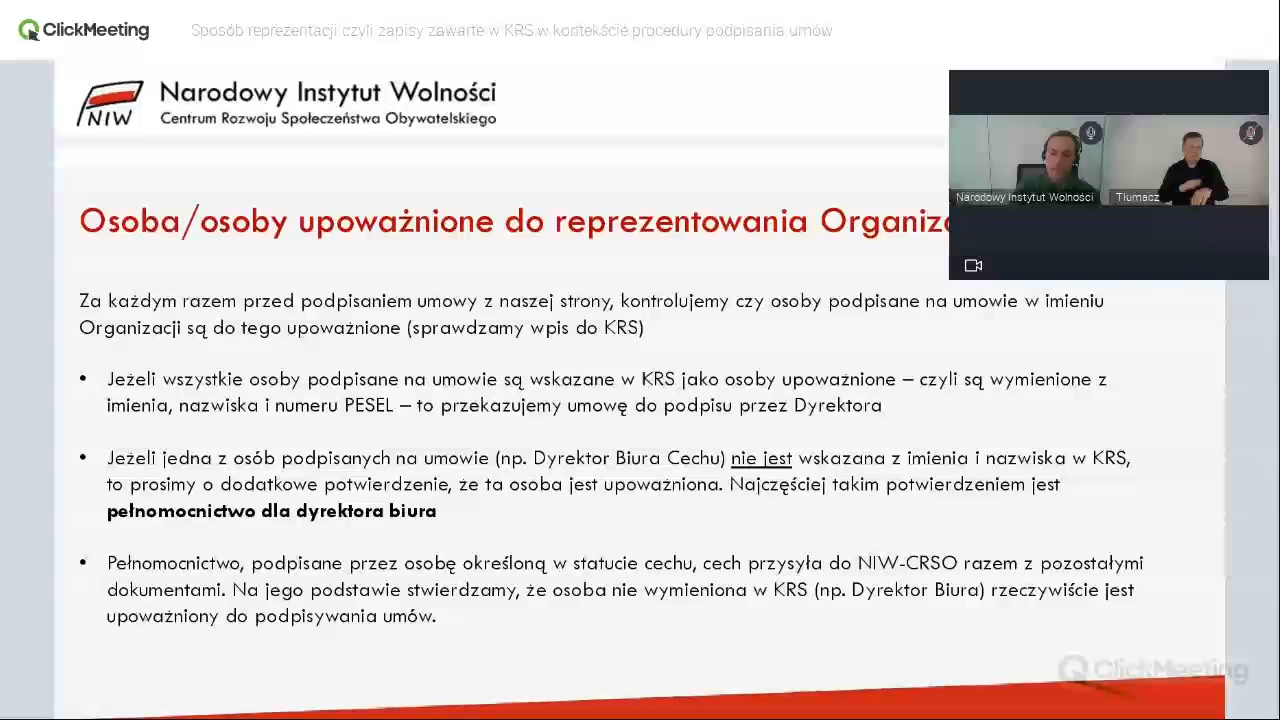 ClickMeeting
Sposób reprezentacji czyli zapisy zawarte w KRS w kontekście procedury podpisania umów
NIW
Narodowy Instytut Wolności
Centrum Rozwoju Społeczeństwa Obywatelskiego
Narodowy Instytut Wolności
Tłumacz
Osoba/osoby upoważnione do reprezentowania
Za każdym razem przed podpisaniem umowy z naszej strony, kontrolujemy czy osoby podpisane na umowie w imieniu
Organizacji są do tego upoważnione (sprawdzamy wpis do KRS)
• Jeżeli wszystkie osoby podpisane na umowie są wskazane w KRS jako osoby upoważnione – czyli są wymienione z
imienia, nazwiska i numeru PESEL – to przekazujemy umowę do podpisu przez Dyrektora
• Jeżeli jedna z osób podpisanych na umowie (np. Dyrektor Biura Cechu) nie jest wskazana z imienia i nazwiska w KRS,
to prosimy o dodatkowe potwierdzenie, że ta osoba jest upoważniona. Najczęściej takim potwierdzeniem jest
pełnomocnictwo dla dyrektora biura
• Pełnomocnictwo, podpisane przez osobę określoną w statucie cechu, cech przysyła do NIW-CRSO razem z pozostałymi
dokumentami. Na jego podstawie stwierdzamy, że osoba nie wymieniona w KRS (np. Dyrektor Biura) rzeczywiście jest
upoważniony do podpisywania umów.
ClickMeeting